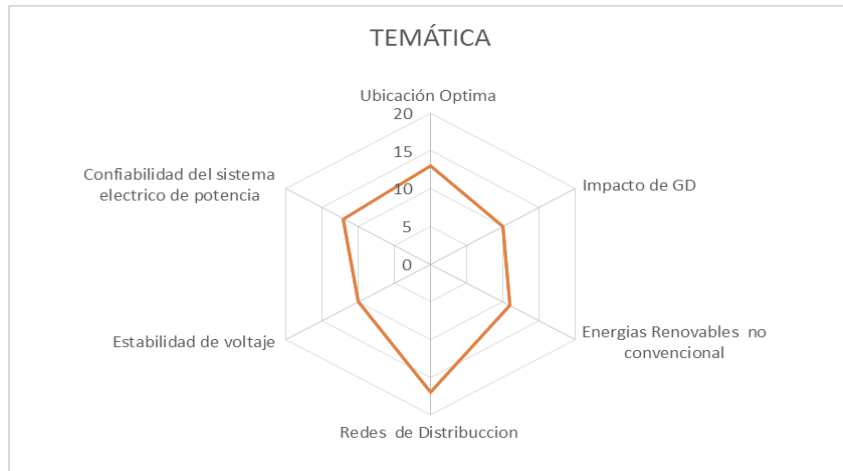 TEMÁTICA
Ubicación Optima
20
15
10
5
0
Impacto de GD
Energias Renovables no
convencional
Redes de Distribuccion
Estabilidad de voltaje
Confiabilidad del sistema
electrico de potencia